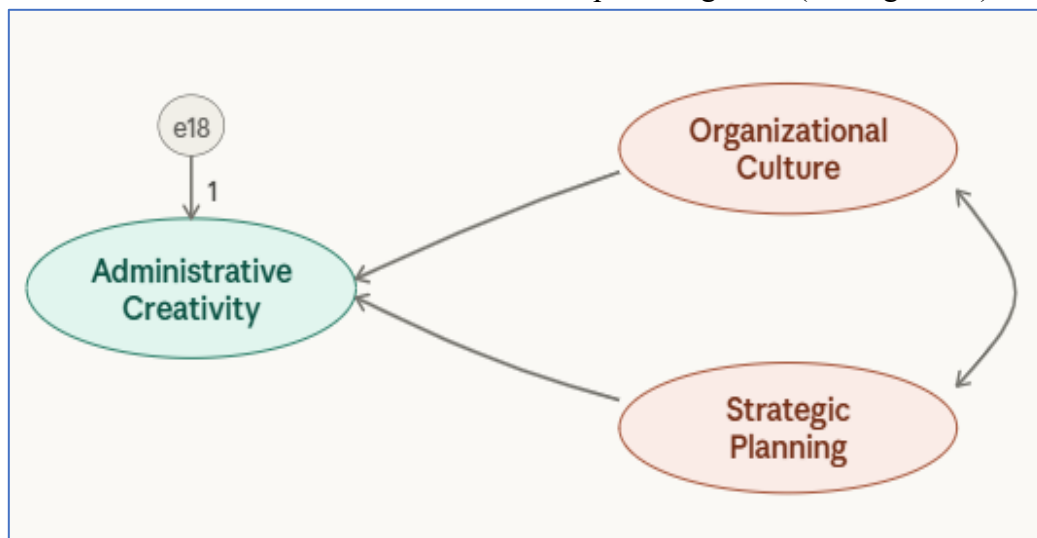 e18
1
Administrative
Creativity
Organizational
Culture
Strategic
Planning